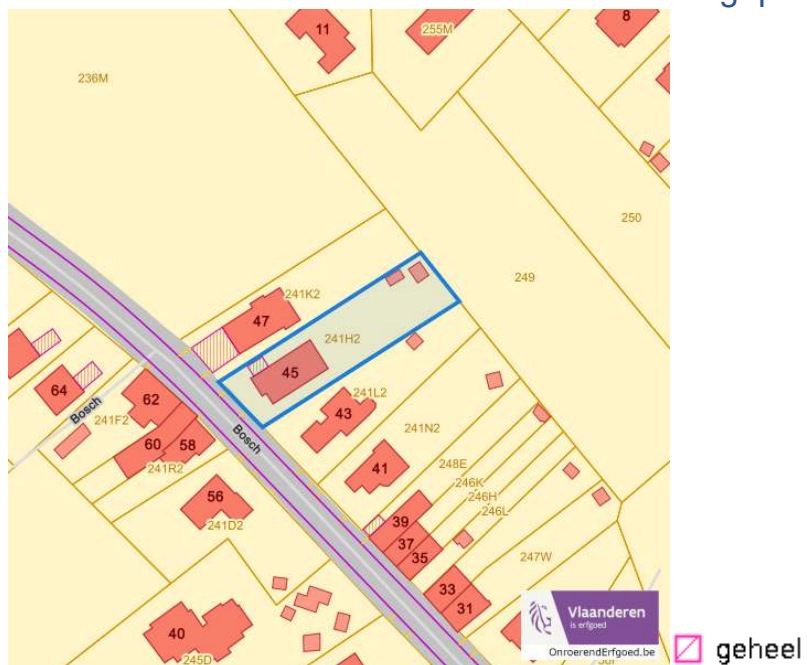 11
255M
8
236M
250
249
241K2
47
241H2
45
64
Bosch
62
241F2
60
58
241R2
Bosch
241L2
43
241N2
41
248E
246K
246H
246L
56
241D2
39
37
35
247W
33
31
40
245D
Vlaanderen
is erfgoed
OnroerendErfgoed.be
geheel